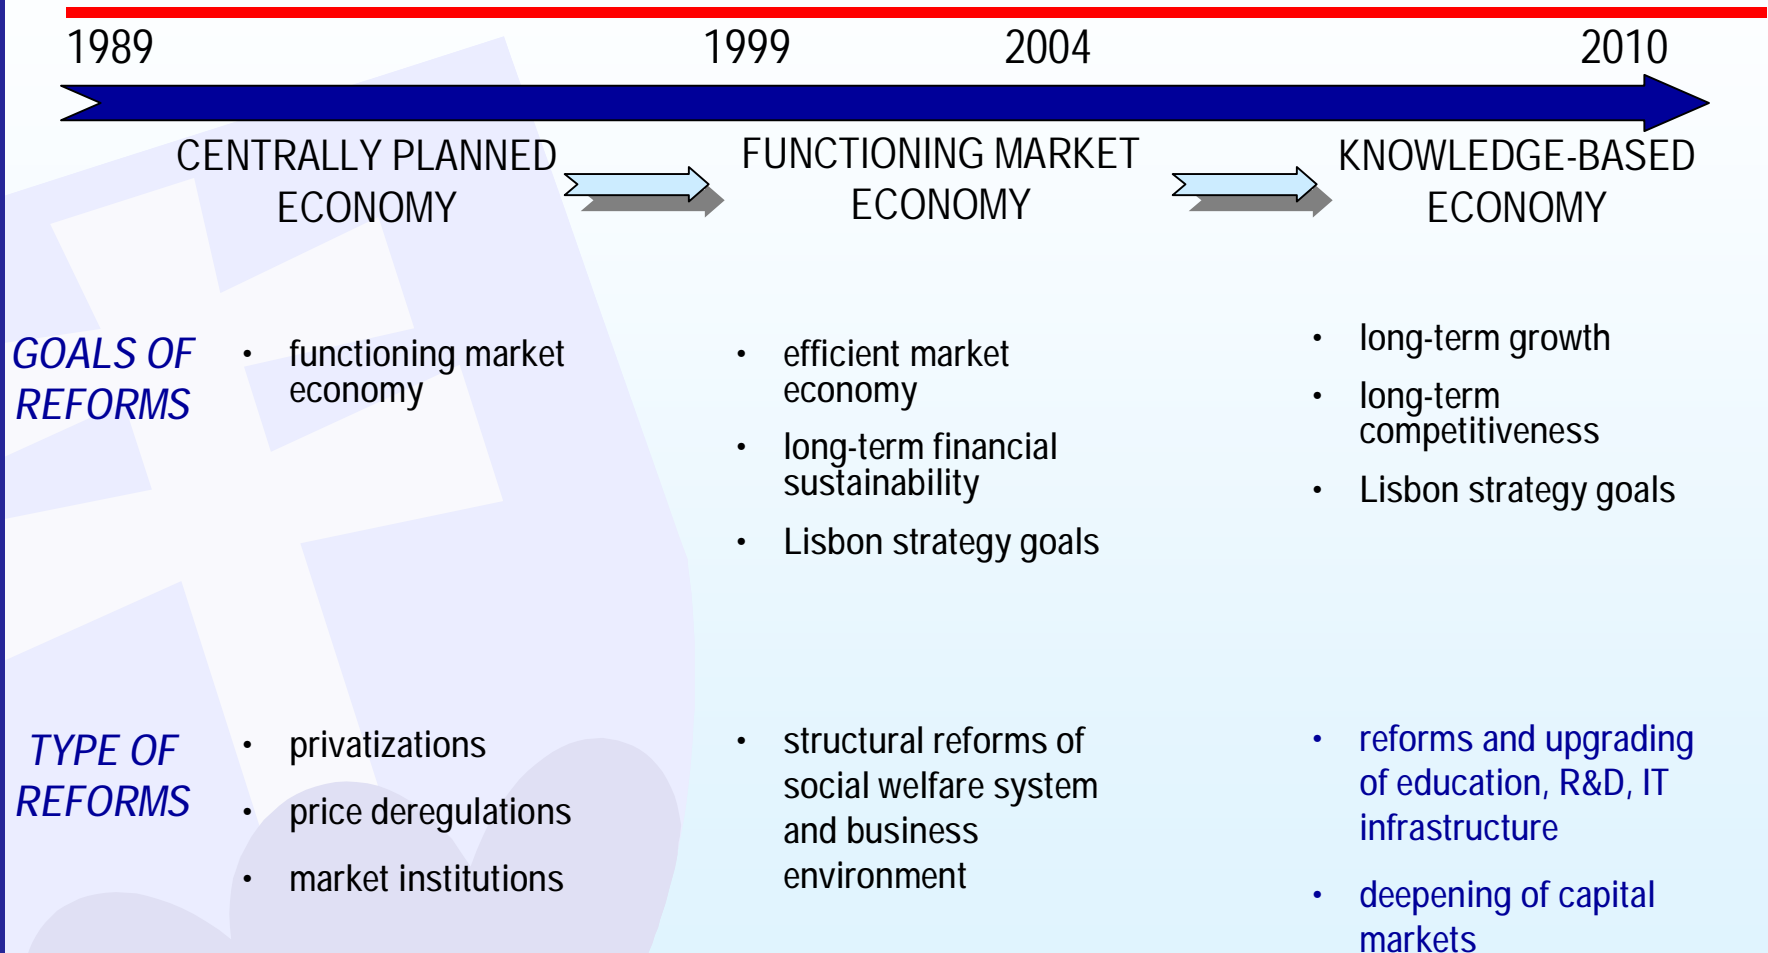 1989 1999 2004 2010
CENTRALLY PLANNED
ECONOMY
FUNCTIONING MARKET
ECONOMY
KNOWLEDGE-BASED
ECONOMY
GOALS OF
REFORMS
• functioning market
economy
• efficient market
economy
• long-term financial
sustainability
• Lisbon strategy goals
• long-term growth
• long-term
competitiveness
• Lisbon strategy goals
TYPE OF
REFORMS
• privatizations
• price deregulations
• market institutions
• structural reforms of
social welfare system
and business
environment
• reforms and upgrading
of education, R&D, IT
infrastructure
• deepening of capital
markets